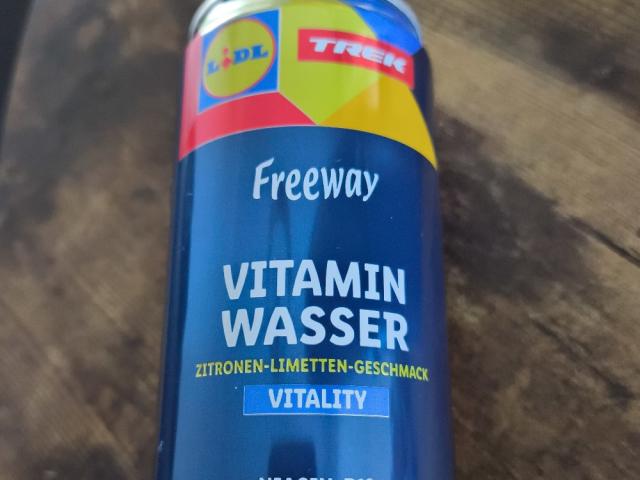 LiDL
TREK
Freeway
VITAMIN
WASSER
ZITRONEN-LIMETTEN-GESCHMACK
VITALITY